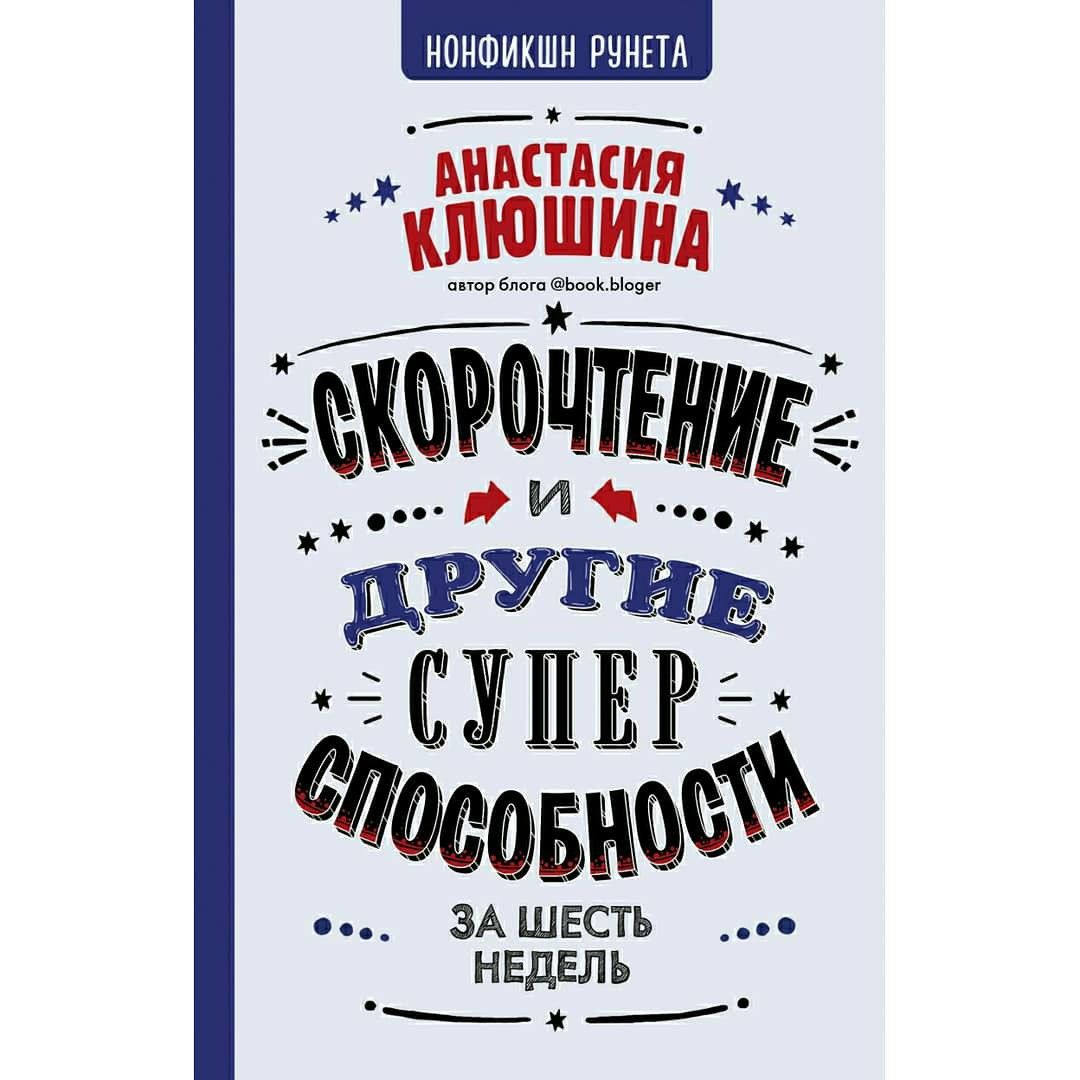 НОНФИКШН РУНЕТА
АНАСТАСИЯ
КЛЮШИНА
автор блога @book.bloger
СКОРОЧТЕНИЕ
И
ДРУГИЕ
СУПЕР
СПОСОБНОСТИ
ЗА ШЕСТЬ
НЕДЕЛЬ